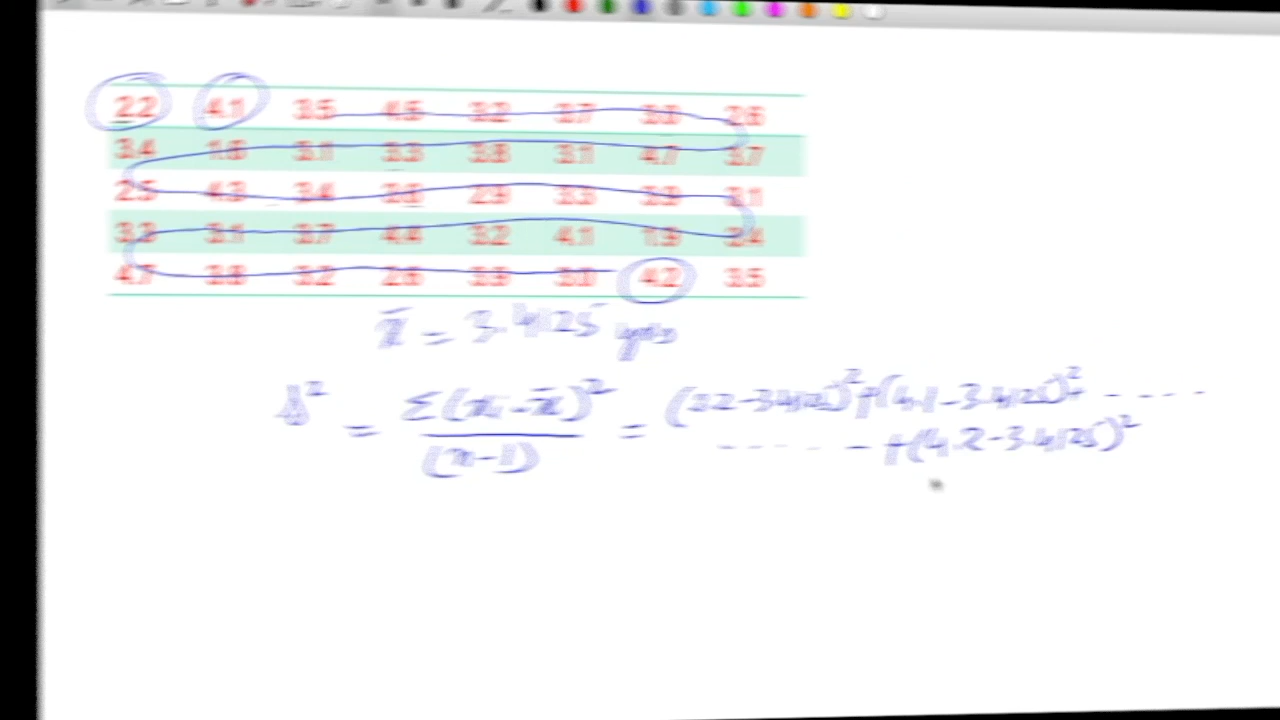 2.2 4.1 3.5 4.5 3.2 3.7 3.0 2.6
3.4 1.6 3.1 3.3 3.8 3.1 4.7 3.7
2.5 4.3 3.4 3.6 2.9 3.3 3.9 3.1
3.3 3.1 3.7 4.4 3.2 4.1 1.9 3.4
4.7 3.8 3.2 2.6 3.9 3.0 4.2 3.5
x̄ = 3.4125 yrs
s² = Σ(xᵢ - x̄)² / (n-1) = (2.2-3.4125)² + (4.1-3.4125)² + ......
...... + (4.2-3.4125)²